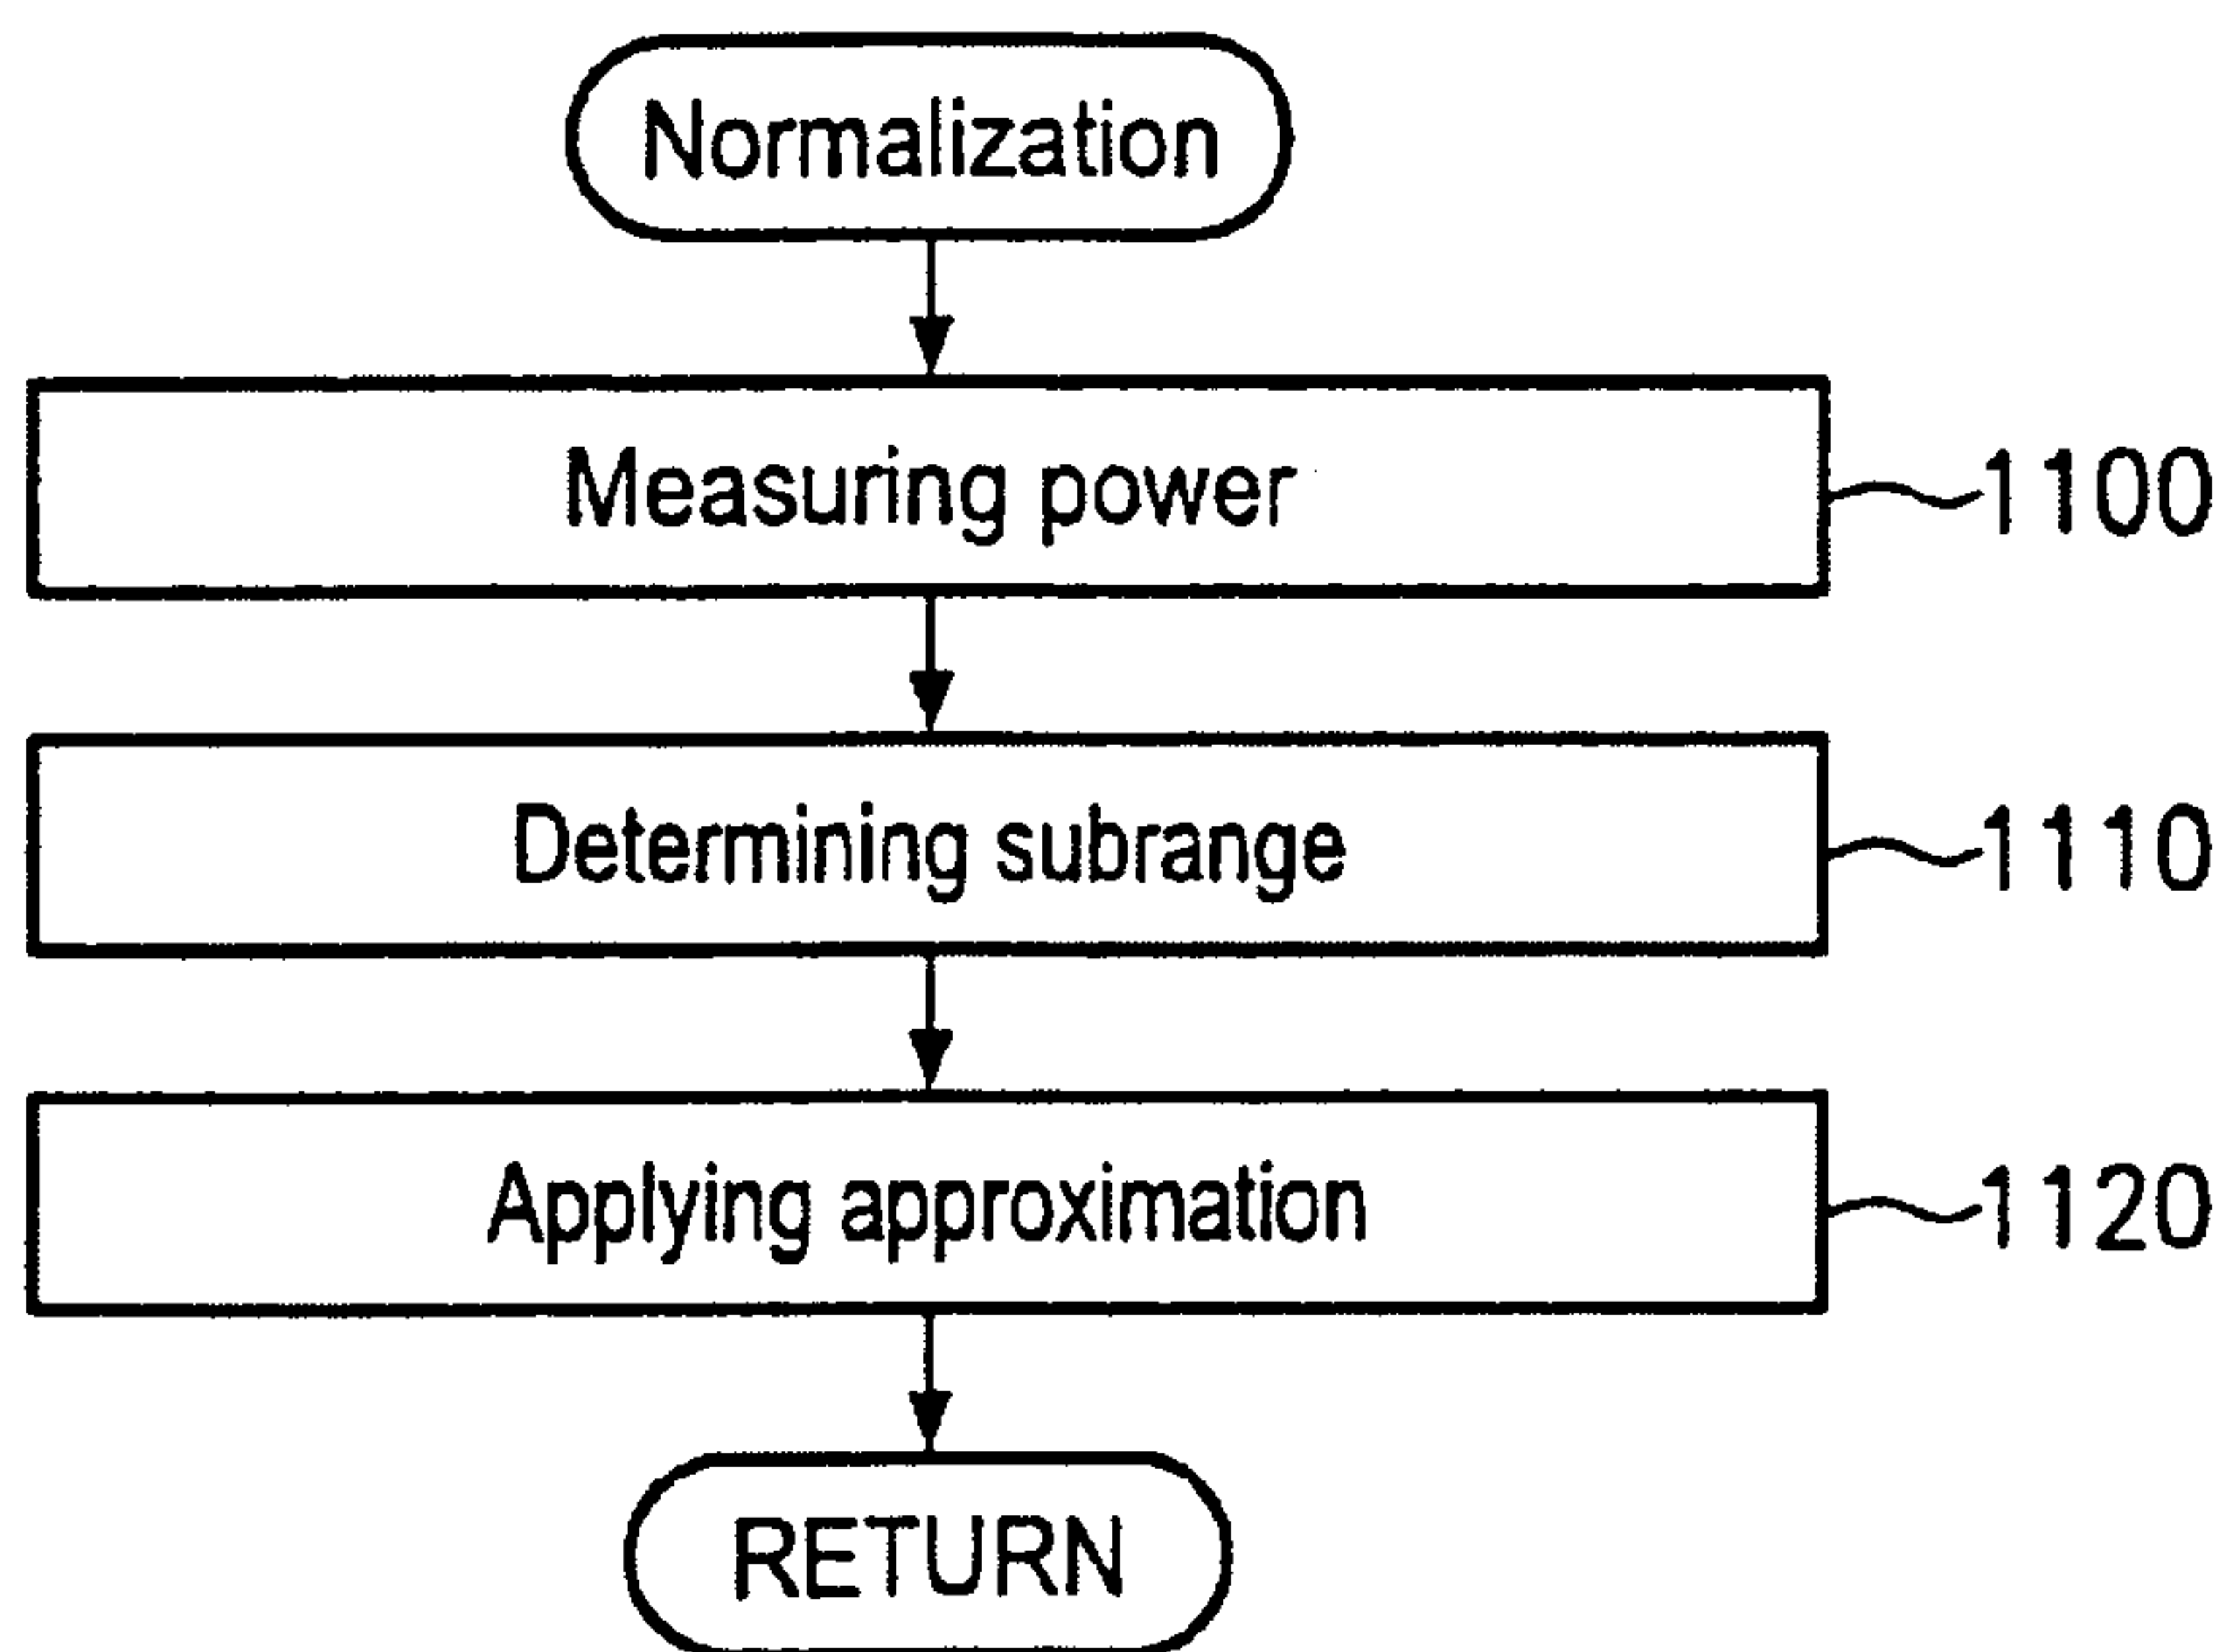 Normalization
Measuring power
1100
Determining subrange
1110
Applying approximation
1120
RETURN